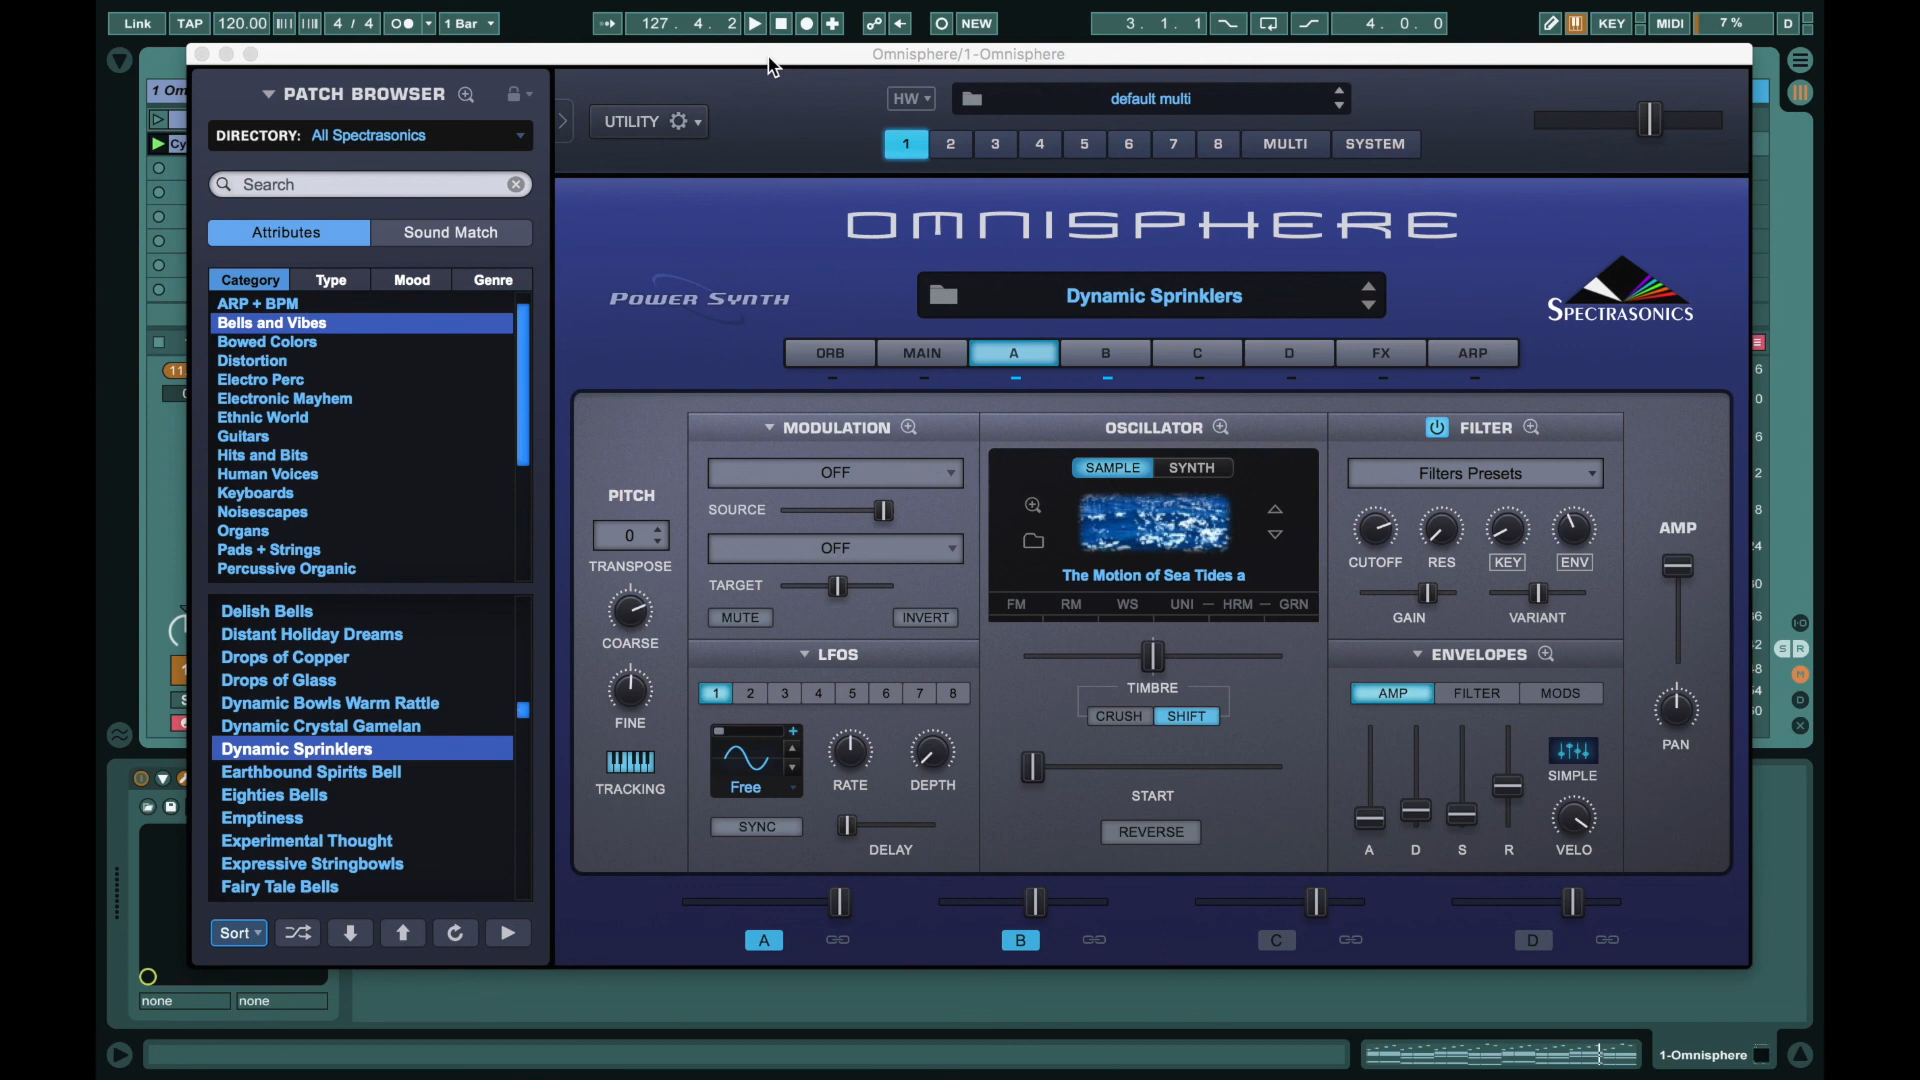 Link TAP 120.00 4 / 4 1 Bar 127. 4. 2 NEW 3. 1. 1 4. 0. 0 KEY MIDI 7 % D
Omnisphere/1-Omnisphere
PATCH BROWSER
DIRECTORY: All Spectrasonics
Search
Attributes Sound Match
Category Type Mood Genre
ARP + BPM
Bells and Vibes
Bowed Colors
Distortion
Electro Perc
Electronic Mayhem
Ethnic World
Guitars
Hits and Bits
Human Voices
Keyboards
Noisescapes
Organs
Pads + Strings
Percussive Organic
Delish Bells
Distant Holiday Dreams
Drops of Copper
Drops of Glass
Dynamic Bowls Warm Rattle
Dynamic Crystal Gamelan
Dynamic Sprinklers
Earthbound Spirits Bell
Eighties Bells
Emptiness
Experimental Thought
Expressive Stringbowls
Fairy Tale Bells
Sort
UTILITY
HW default multi
1 2 3 4 5 6 7 8 MULTI SYSTEM
OMNISPHERE
POWER SYNTH
Dynamic Sprinklers
SPECTRASONICS
ORB MAIN A B C D FX ARP
PITCH
0
TRANSPOSE
COARSE
FINE
TRACKING
MODULATION
OFF
SOURCE
OFF
TARGET
MUTE INVERT
LFOS
1 2 3 4 5 6 7 8
Free
RATE DEPTH
SYNC
DELAY
OSCILLATOR
SAMPLE SYNTH
The Motion of Sea Tides a
FM RM WS UNI HRM GRN
TIMBRE
CRUSH SHIFT
START
REVERSE
FILTER
Filters Presets
CUTOFF RES KEY ENV
GAIN VARIANT
ENVELOPES
AMP FILTER MODS
SIMPLE
A D S R VELO
AMP
PAN
A B C D
none none
1-Omnisphere